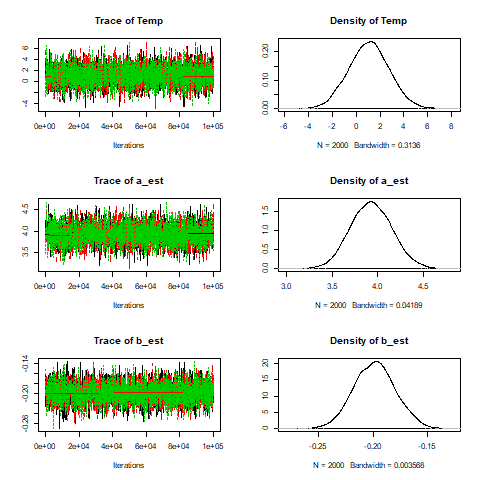 Trace of Temp
6
4
2
0
-4
0e+00 2e+04 4e+04 6e+04 8e+04 1e+05
Iterations
Density of Temp
0.20
0.10
0.00
-6 -4 -2 0 2 4 6 8
N = 2000 Bandwidth = 0.3136
Trace of a_est
4.5
4.0
3.5
0e+00 2e+04 4e+04 6e+04 8e+04 1e+05
Iterations
Density of a_est
1.5
1.0
0.5
0.0
3.0 3.5 4.0 4.5
N = 2000 Bandwidth = 0.04189
Trace of b_est
-0.14
-0.20
-0.26
0e+00 2e+04 4e+04 6e+04 8e+04 1e+05
Iterations
Density of b_est
20
15
10
5
0
-0.25 -0.20 -0.15
N = 2000 Bandwidth = 0.003568